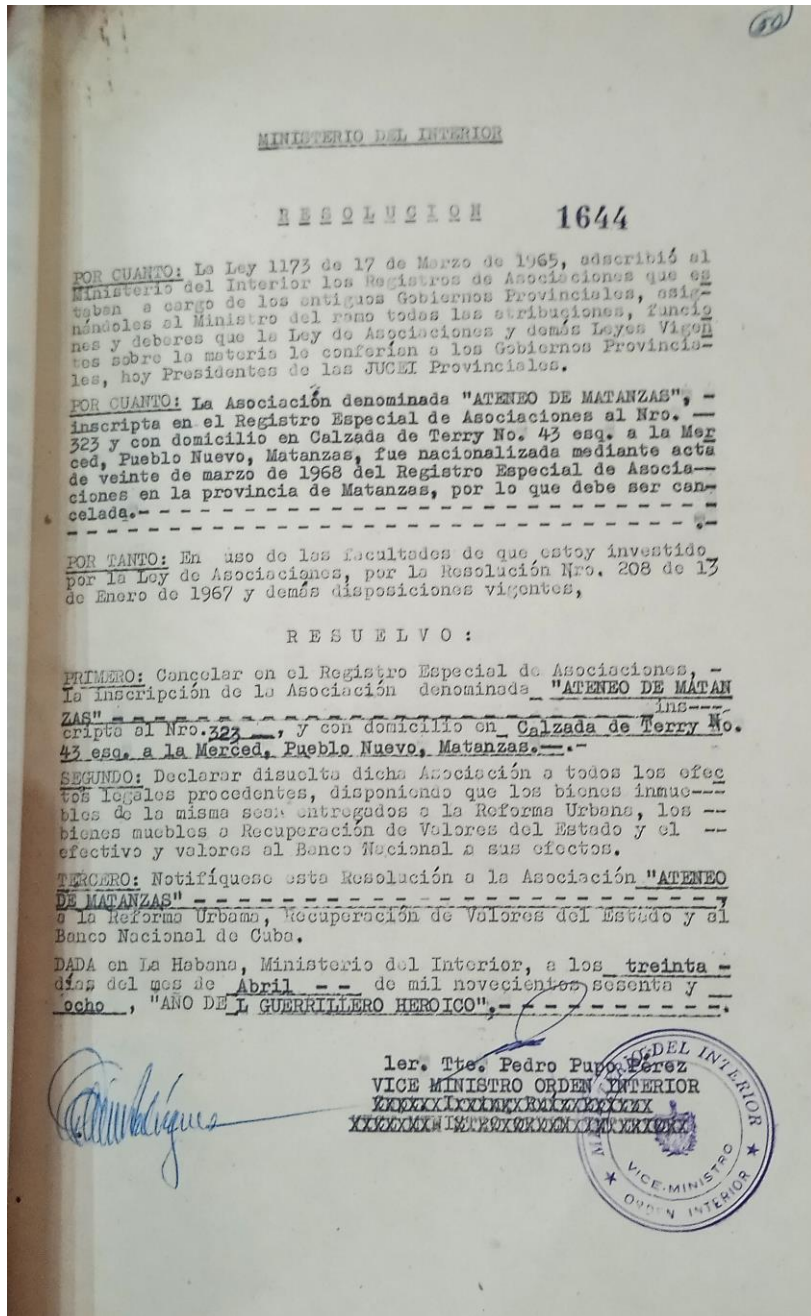 50
MINISTERIO DEL INTERIOR
RESOLUCION 1644
POR CUANTO: La Ley 1173 de 17 de Marzo de 1965, adscribió al
Ministerio del Interior los Registros de Asociaciones que es
taban a cargo de los antiguos Gobiernos Provinciales, asig-
nándoles al Ministro del ramo todas las atribuciones, funcio
nes y deberes que la Ley de Asociaciones y demás Leyes Vigen
tes sobre la materia le conferían a los Gobiernos Provincia-
les, hoy Presidentes de las JUCEI Provinciales.
POR CUANTO: La Asociación denominada "ATENEO DE MATANZAS", -
inscripta en el Registro Especial de Asociaciones al Nro. --
323 y con domicilio en Calzada de Terry No. 43 esq. a la Mer
ced, Pueblo Nuevo, Matanzas, fue nacionalizada mediante acta
de veinte de marzo de 1968 del Registro Especial de Asocia--
ciones en la provincia de Matanzas, por lo que debe ser can-
celada.- - - - - - - - - - - - - - - - - - - - - - - - - - -
- - - - - - - - - - - - - - - - - - - - - - - - - - - - - .-
POR TANTO: En uso de las facultades de que estoy investido
por la Ley de Asociaciones, por la Resolución Nro. 208 de 13
de Enero de 1967 y demás disposiciones vigentes,
R E S U E L V O :
PRIMERO: Cancelar en el Registro Especial de Asociaciones, -
la inscripción de la Asociación denominada "ATENEO DE MATAN
ZAS" - - - - - - - - - - - - - - - - - - - - - - - - ins-
cripta al Nro. 323 , y con domicilio en Calzada de Terry No.
43 esq. a la Merced, Pueblo Nuevo, Matanzas.--.-
SEGUNDO: Declarar disuelta dicha Asociación a todos los efec
tos legales procedentes, disponiendo que los bienes inmue---
bles de la misma sean entregados a la Reforma Urbana, los --
bienes muebles a Recuperación de Valores del Estado y el --
efectivo y valores al Banco Nacional a sus efectos.
TERCERO: Notifíquese esta Resolución a la Asociación "ATENEO
DE MATANZAS" - - - - - - - - - - - - - - - - - - - - - - - ,
a la Reforma Urbana, Recuperación de Valores del Estado y al
Banco Nacional de Cuba.
DADA en La Habana, Ministerio del Interior, a los treinta -
días del mes de Abril - - de mil novecientos sesenta y
ocho , "AÑO DE L GUERRILLERO HEROICO".- - - - - - - - - - -.
1er. Tte. Pedro Pupo Pérez
VICE MINISTRO ORDEN INTERIOR
DEL INTERIOR
VICE-MINISTRO
ORDEN INTERIOR